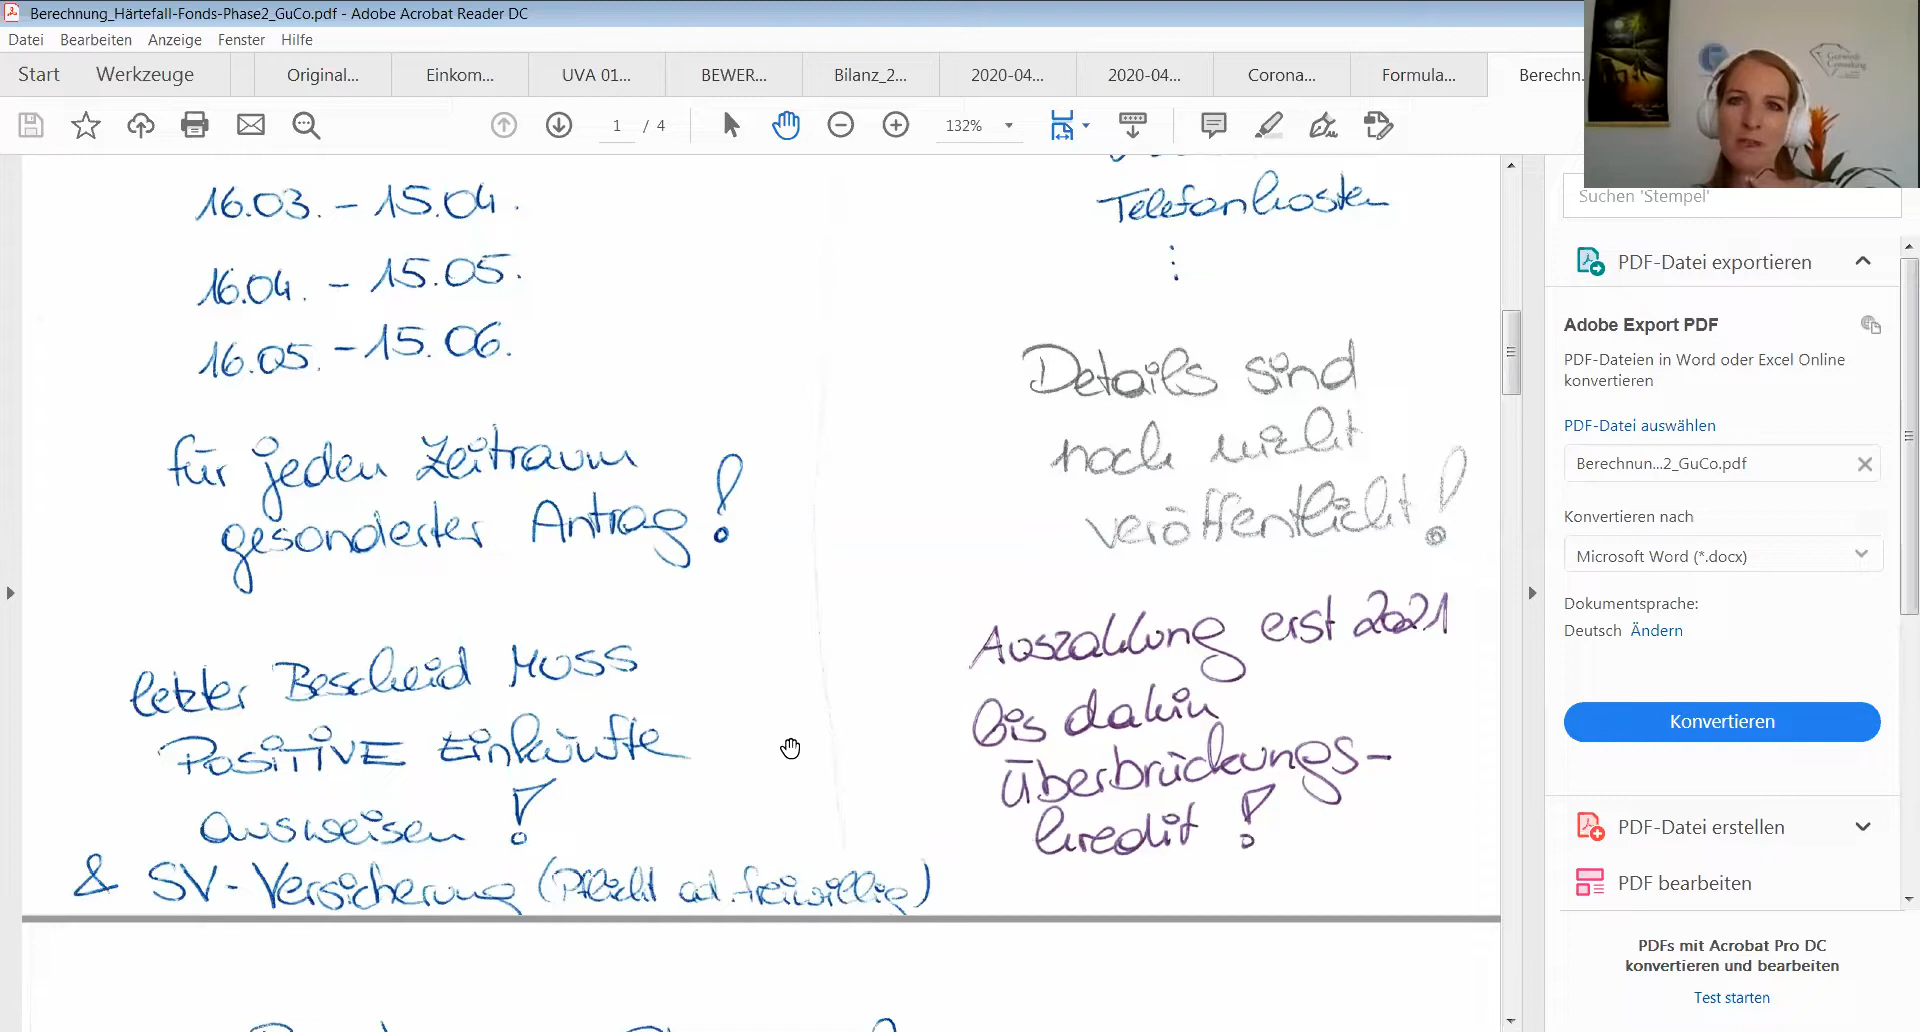 Berechnung_Härtefall-Fonds-Phase2_GuCo.pdf - Adobe Acrobat Reader DC
Datei Bearbeiten Anzeige Fenster Hilfe
Start Werkzeuge Original... Einkom... UVA 01... BEWER... Bilanz_2... 2020-04... 2020-04... Corona... Formula... Berechn.
1 / 4 132%
16.03. - 15.04.
16.04. - 15.05.
16.05. - 15.06.
für jeden Zeitraum
gesonderter Antrag!
letzter Bescheid MUSS
POSITIVE Einkünfte
ausweisen!
& SV-Versicherung (Pflicht od. freiwillig)
Telefonkosten
:
Details sind
noch nicht
veröffentlicht!
Auszahlung erst 2021
bis dahin
Überbrückungs-
kredit!
Suchen 'Stempel'
PDF-Datei exportieren
Adobe Export PDF
PDF-Dateien in Word oder Excel Online
konvertieren
PDF-Datei auswählen
Berechnun...2_GuCo.pdf
Konvertieren nach
Microsoft Word (*.docx)
Dokumentsprache:
Deutsch Ändern
Konvertieren
PDF-Datei erstellen
PDF bearbeiten
PDFs mit Acrobat Pro DC
konvertieren und bearbeiten
Test starten